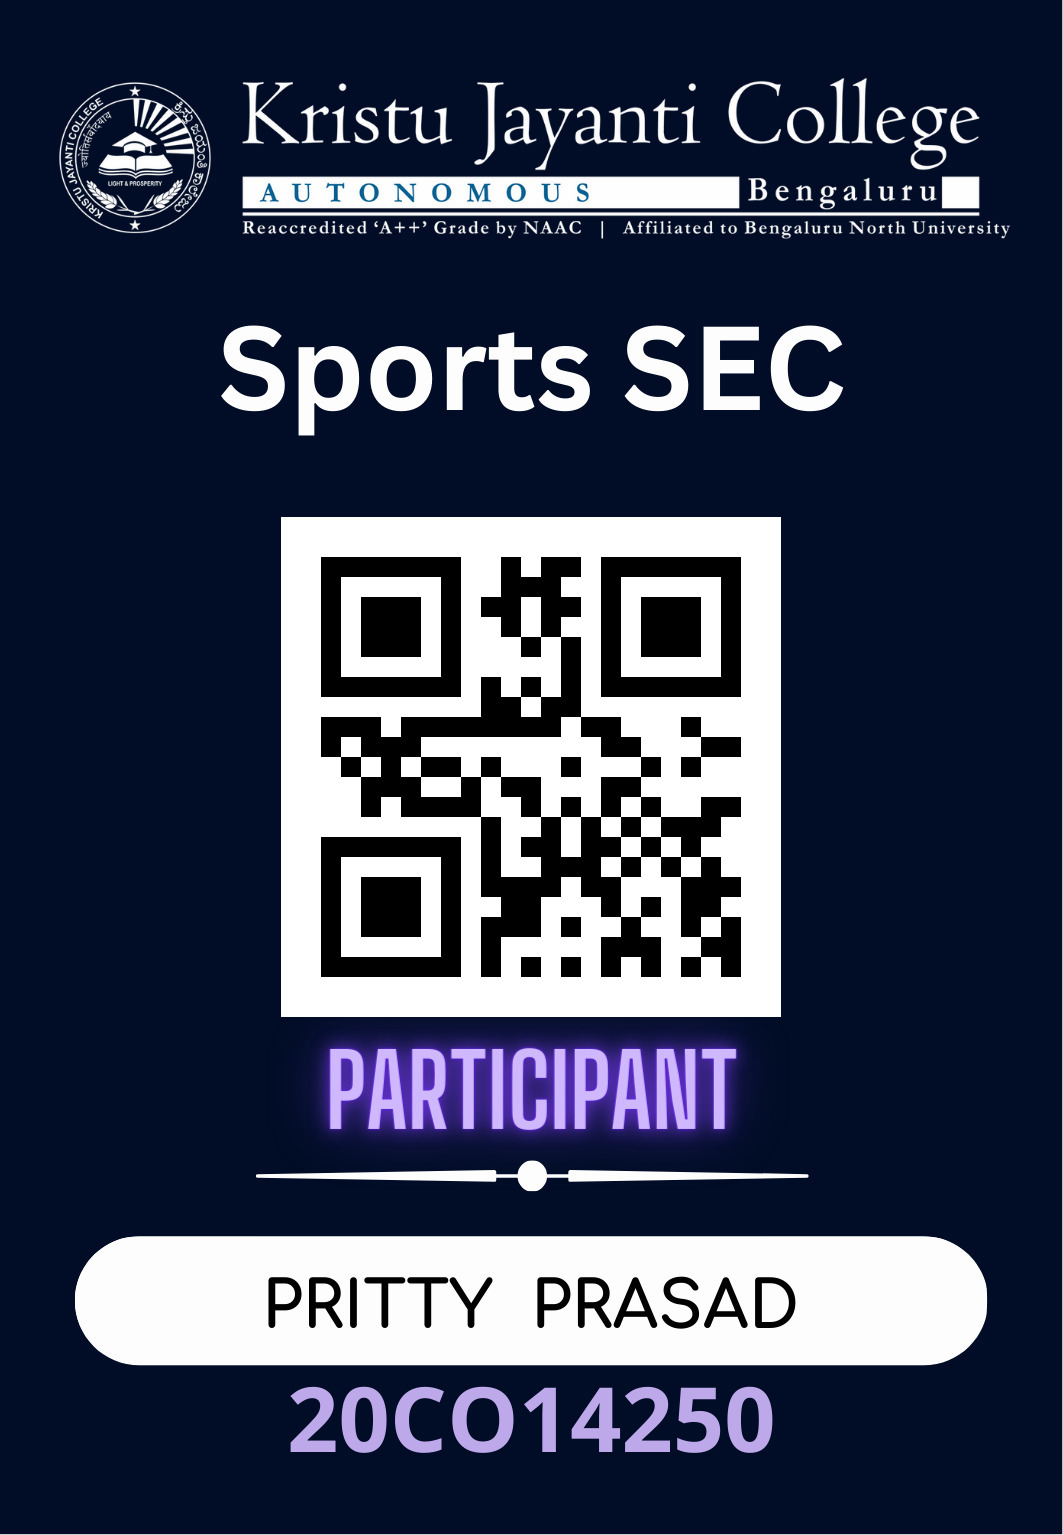 KRISTU JAYANTI COLLEGE
ಕ್ರಿಸ್ತು ಜಯಂತಿ ಕಾಲೇಜು
LIGHT & PROSPERITY
Kristu Jayanti College
AUTONOMOUS Bengaluru
Reaccredited ‘A++’ Grade by NAAC | Affiliated to Bengaluru North University
Sports SEC
PARTICIPANT
PRITTY PRASAD
20CO14250